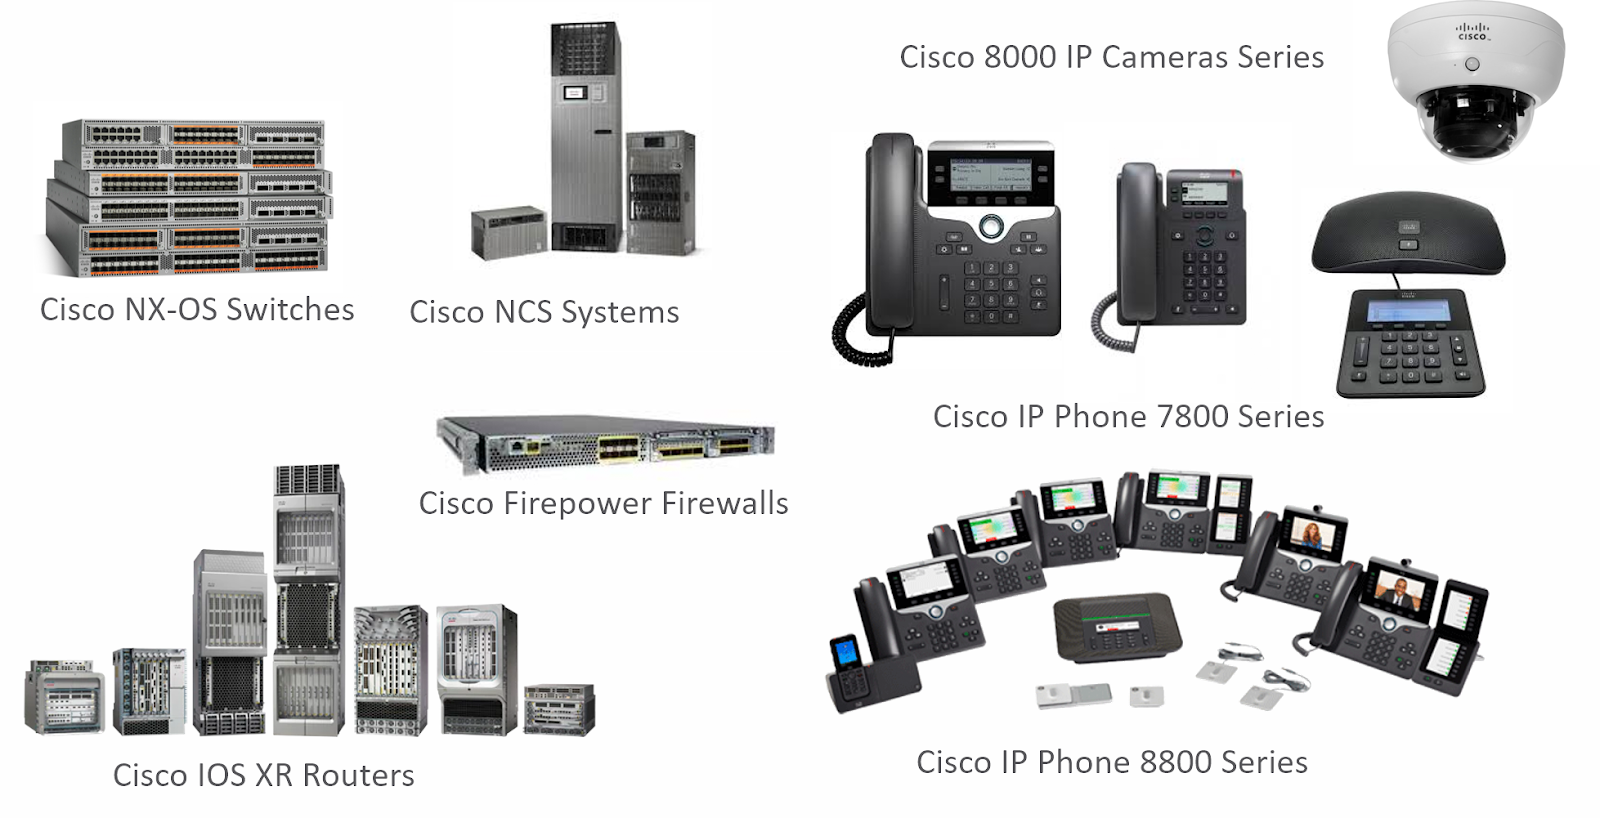 Cisco 8000 IP Cameras Series
CISCO
Cisco NX-OS Switches
Cisco NCS Systems
Cisco IP Phone 7800 Series
Cisco Firepower Firewalls
Cisco IOS XR Routers
Cisco IP Phone 8800 Series